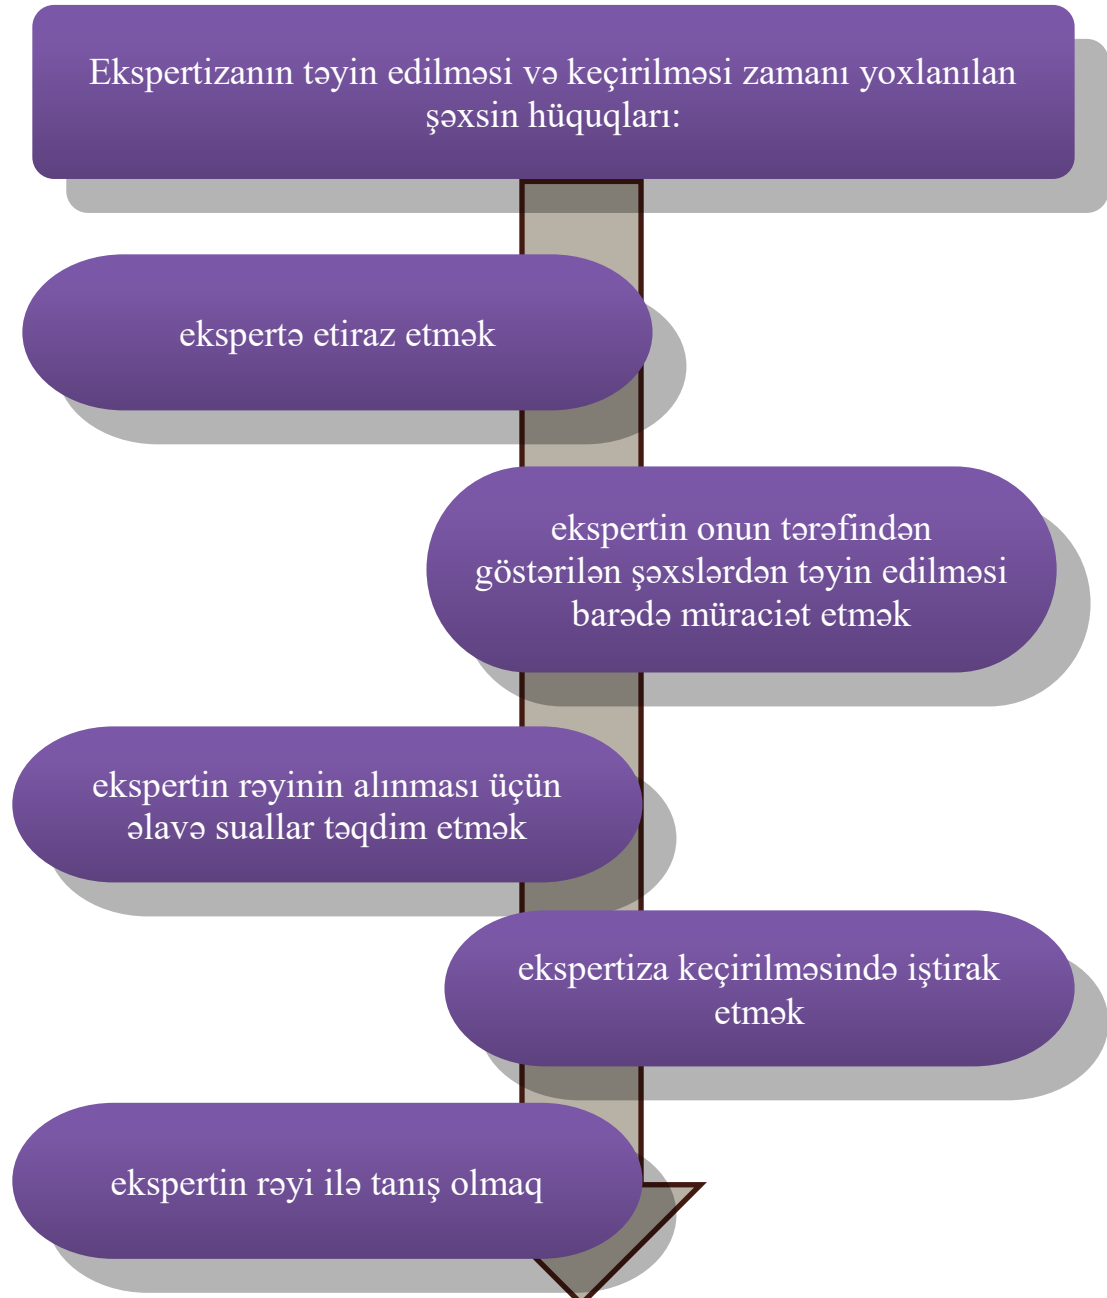 Ekspertizanın təyin edilməsi və keçirilməsi zamanı yoxlanılan
şəxsin hüquqları:
ekspertə etiraz etmək
ekspertin onun tərəfindən
göstərilən şəxslərdən təyin edilməsi
barədə müraciət etmək
ekspertin rəyinin alınması üçün
əlavə suallar təqdim etmək
ekspertiza keçirilməsində iştirak
etmək
ekspertin rəyi ilə tanış olmaq